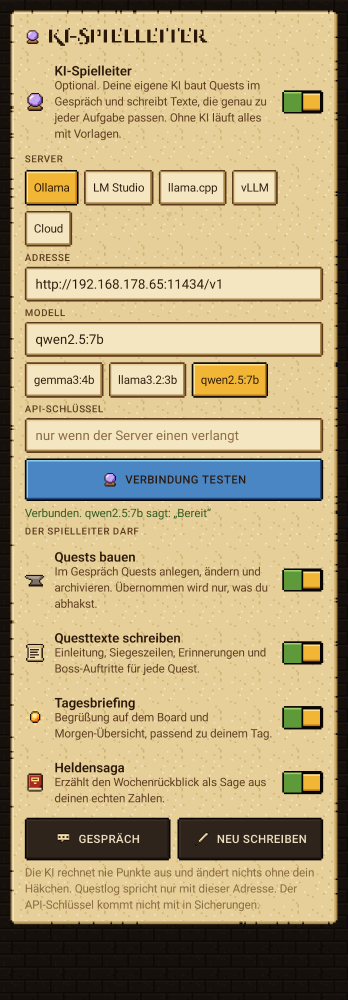 KI-SPIELLEITER
KI-Spielleiter
Optional. Deine eigene KI baut Quests im
Gespräch und schreibt Texte, die genau zu
jeder Aufgabe passen. Ohne KI läuft alles
mit Vorlagen.
SERVER
Ollama
LM Studio
llama.cpp
vLLM
Cloud
ADRESSE
http://192.168.178.65:11434/v1
MODELL
qwen2.5:7b
gemma3:4b
llama3.2:3b
qwen2.5:7b
API-SCHLÜSSEL
nur wenn der Server einen verlangt
VERBINDUNG TESTEN
Verbunden. qwen2.5:7b sagt: „Bereit“
DER SPIELLEITER DARF
Quests bauen
Im Gespräch Quests anlegen, ändern und
archivieren. Übernommen wird nur, was du
abhakst.
Questtexte schreiben
Einleitung, Siegeszeilen, Erinnerungen und
Boss-Auftritte für jede Quest.
Tagesbriefing
Begrüßung auf dem Board und
Morgen-Übersicht, passend zu deinem Tag.
Heldensaga
Erzählt den Wochenrückblick als Sage aus
deinen echten Zahlen.
GESPRÄCH
NEU SCHREIBEN
Die KI rechnet nie Punkte aus und ändert nichts ohne dein
Häkchen. Questlog spricht nur mit dieser Adresse. Der
API-Schlüssel kommt nicht mit in Sicherungen.